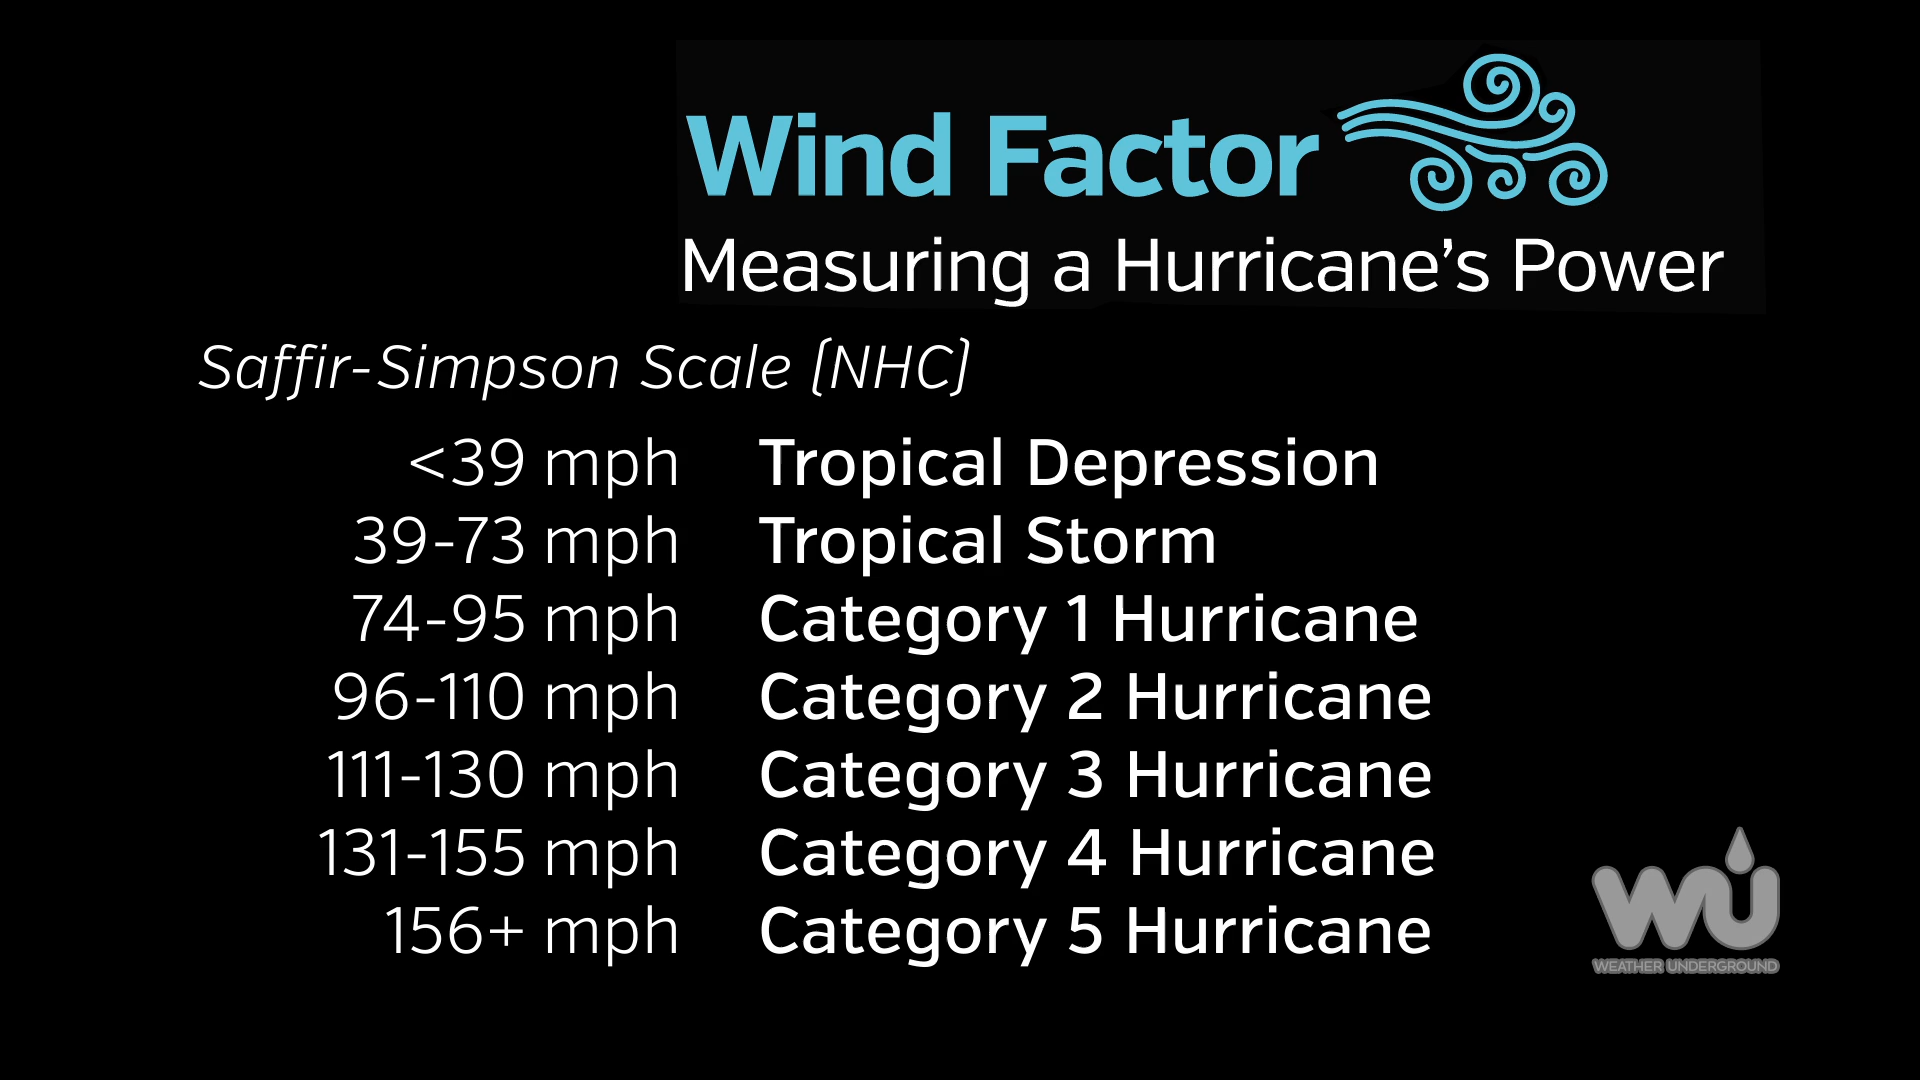 Wind Factor
Measuring a Hurricane's Power
Saffir-Simpson Scale (NHC)
<39 mph Tropical Depression
39-73 mph Tropical Storm
74-95 mph Category 1 Hurricane
96-110 mph Category 2 Hurricane
111-130 mph Category 3 Hurricane
131-155 mph Category 4 Hurricane
156+ mph Category 5 Hurricane
WU
WEATHER UNDERGROUND